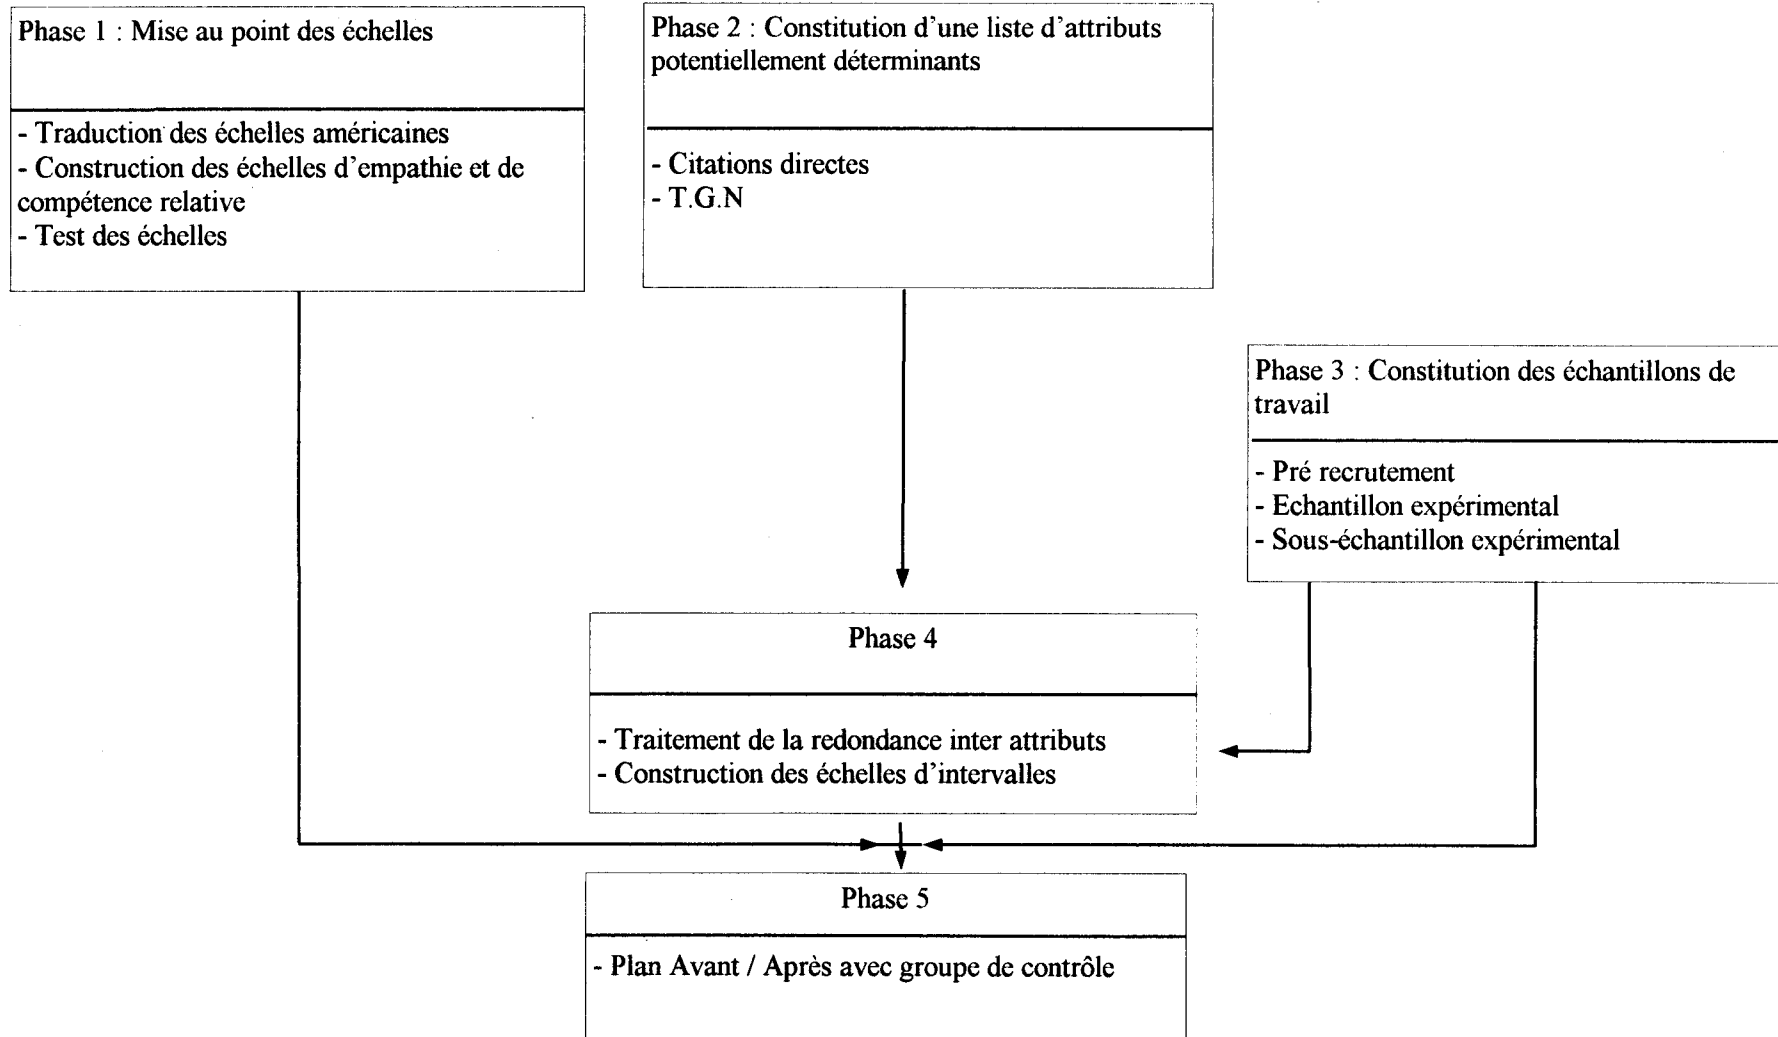 Phase 1 : Mise au point des échelles
- Traduction des échelles américaines
- Construction des échelles d'empathie et de
compétence relative
- Test des échelles
Phase 2 : Constitution d'une liste d'attributs
potentiellement déterminants
- Citations directes
- T.G.N
Phase 3 : Constitution des échantillons de
travail
- Pré recrutement
- Echantillon expérimental
- Sous-échantillon expérimental
Phase 4
- Traitement de la redondance inter attributs
- Construction des échelles d'intervalles
Phase 5
- Plan Avant / Après avec groupe de contrôle